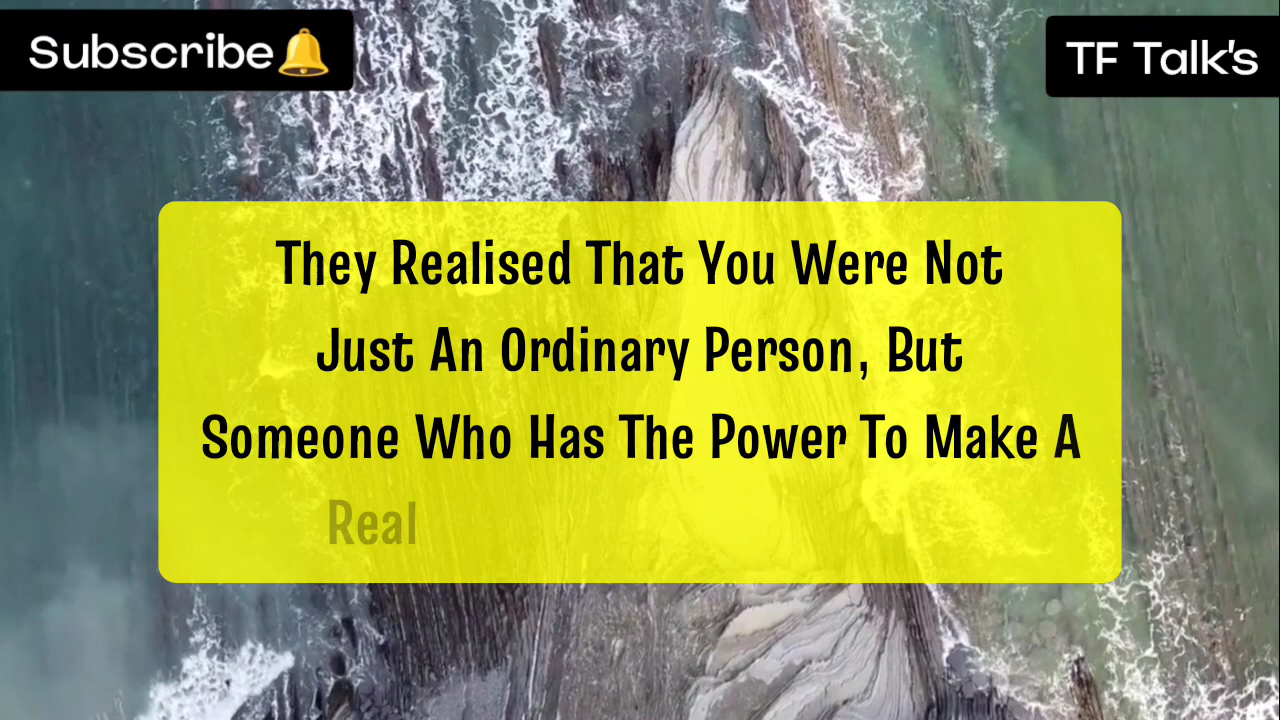 Subscribe🔔
TF Talk's
They Realised That You Were Not
Just An Ordinary Person, But
Someone Who Has The Power To Make A
Real